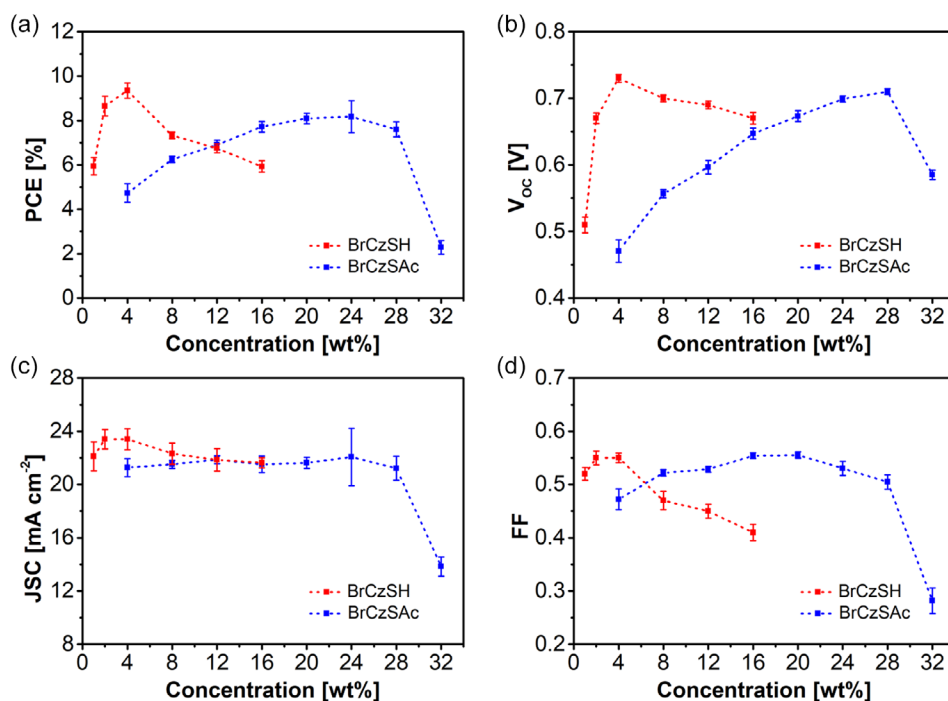 (a)
12
10
8
6
4
2
0
PCE [%]
BrCzSH
BrCzSAc
0 4 8 12 16 20 24 28 32
Concentration [wt%]
(b)
0.8
0.7
0.6
0.5
0.4
VOC [V]
BrCzSH
BrCzSAc
0 4 8 12 16 20 24 28 32
Concentration [wt%]
(c)
28
24
20
16
12
8
JSC [mA cm-2]
BrCzSH
BrCzSAc
0 4 8 12 16 20 24 28 32
Concentration [wt%]
(d)
0.7
0.6
0.5
0.4
0.3
0.2
FF
BrCzSH
BrCzSAc
0 4 8 12 16 20 24 28 32
Concentration [wt%]